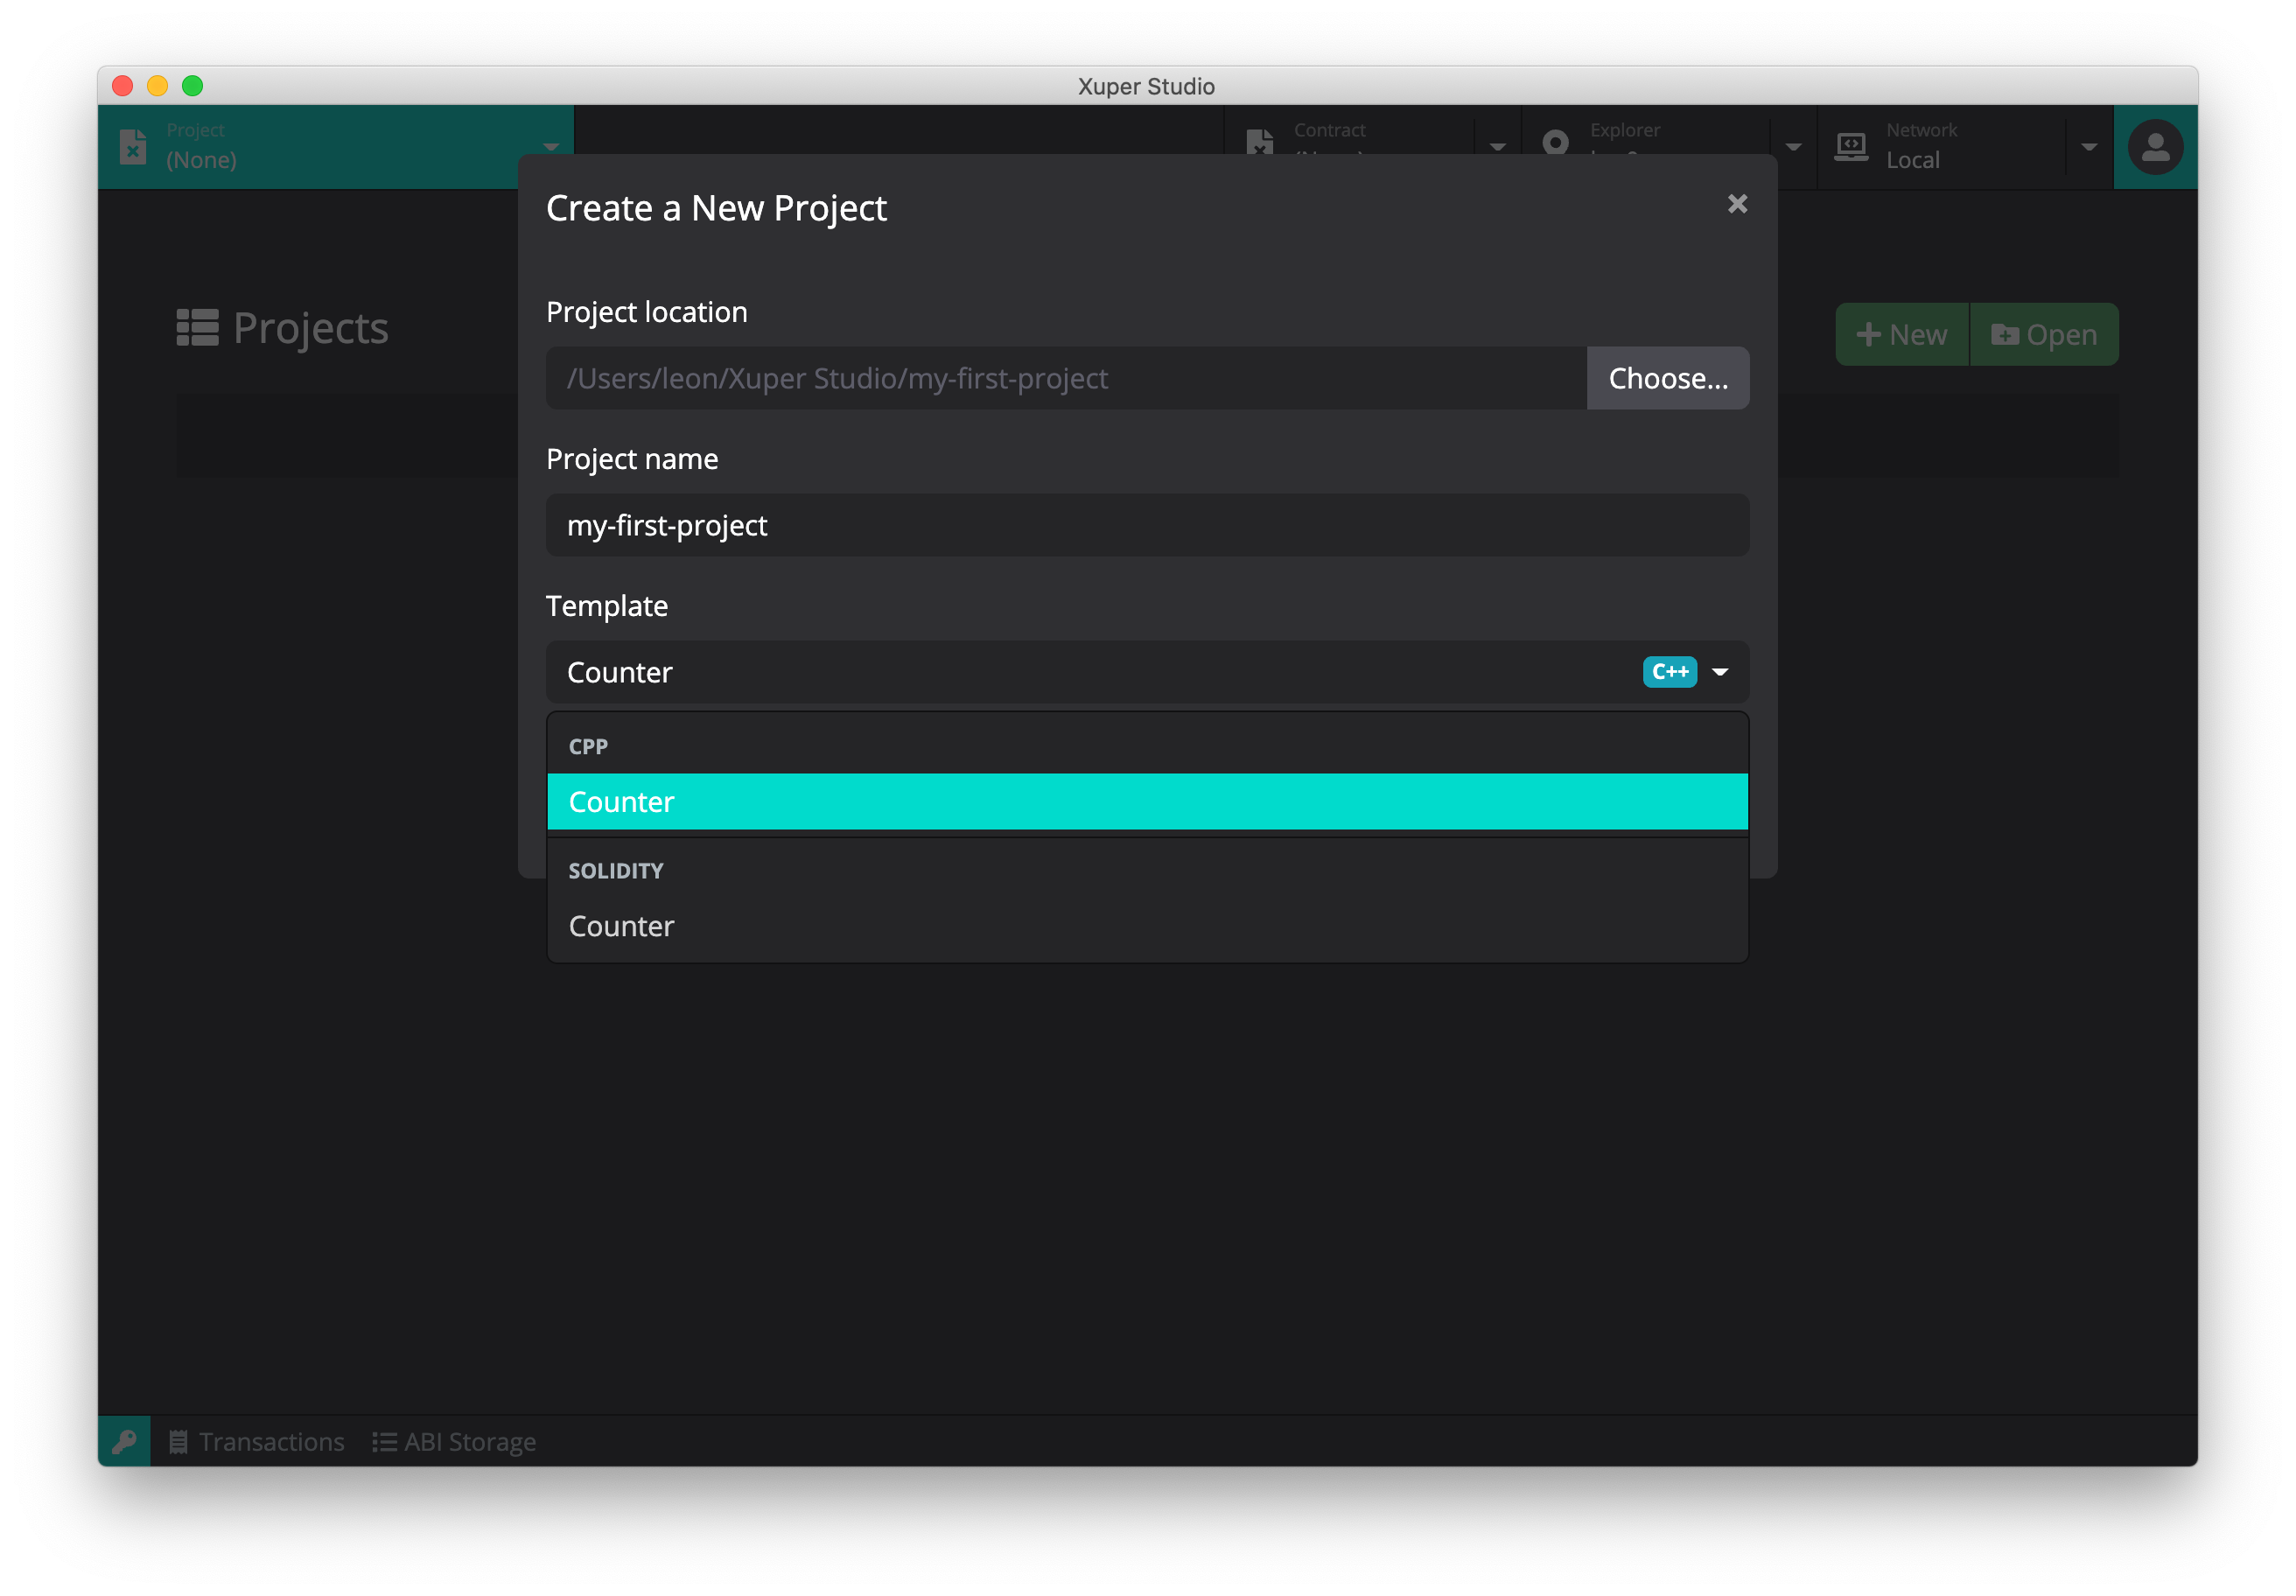 Xuper Studio
Project
(None)
Contract
Explorer
Network
Local
Create a New Project
Project location
/Users/leon/Xuper Studio/my-first-project
Choose...
Projects
New
Open
Project name
my-first-project
Template
Counter
C++
CPP
Counter
SOLIDITY
Counter
Transactions
ABI Storage